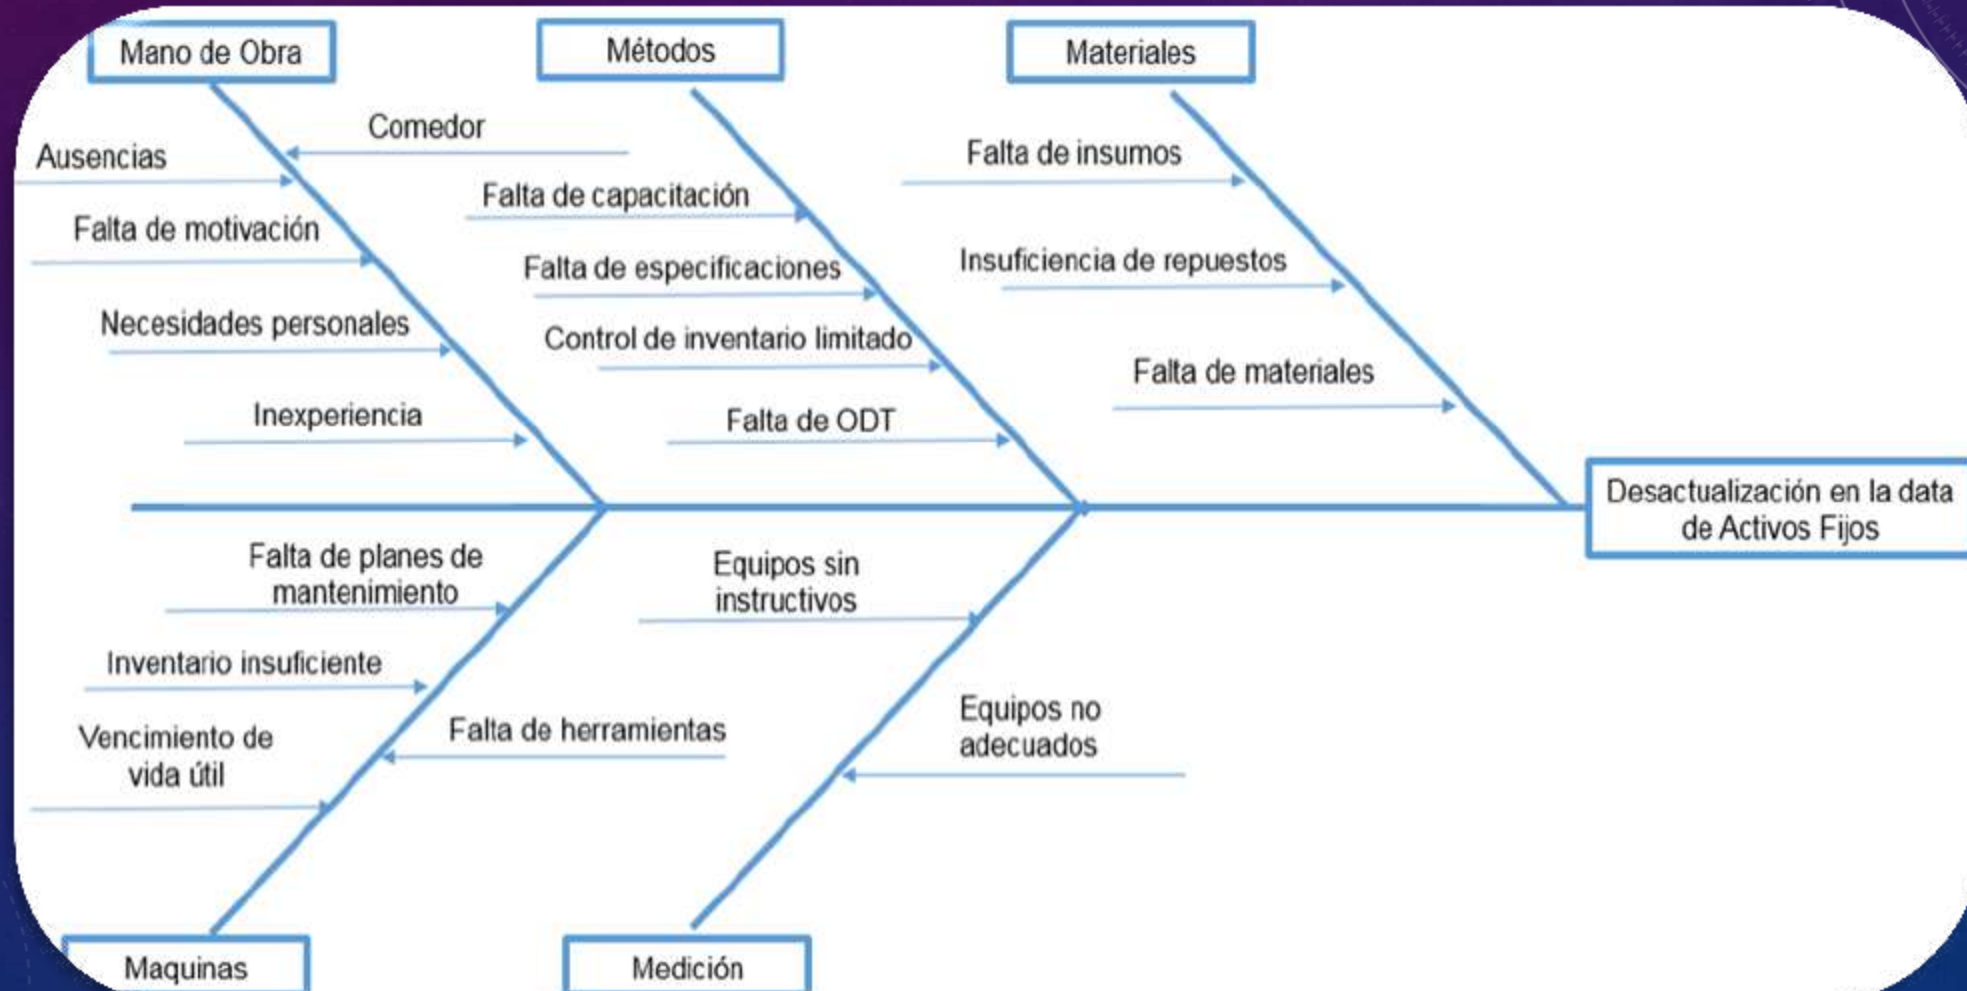 Mano de Obra
Métodos
Materiales
Comedor
Ausencias
Falta de motivación
Necesidades personales
Inexperiencia
Falta de capacitación
Falta de especificaciones
Control de inventario limitado
Falta de ODT
Falta de insumos
Insuficiencia de repuestos
Falta de materiales
Desactualización en la data
de Activos Fijos
Falta de planes de
mantenimiento
Inventario insuficiente
Vencimiento de
vida útil
Falta de herramientas
Equipos sin
instructivos
Equipos no
adecuados
Maquinas
Medición